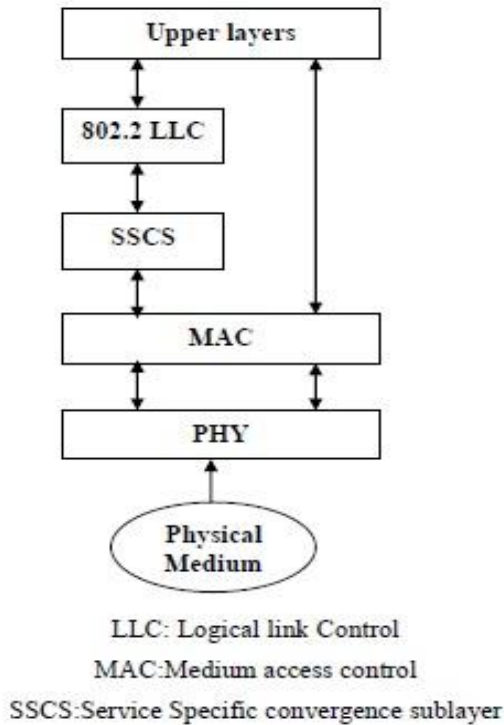 Upper layers
802.2 LLC
SSCS
MAC
PHY
Physical
Medium
LLC: Logical link Control
MAC:Medium access control
SSCS:Service Specific convergence sublayer